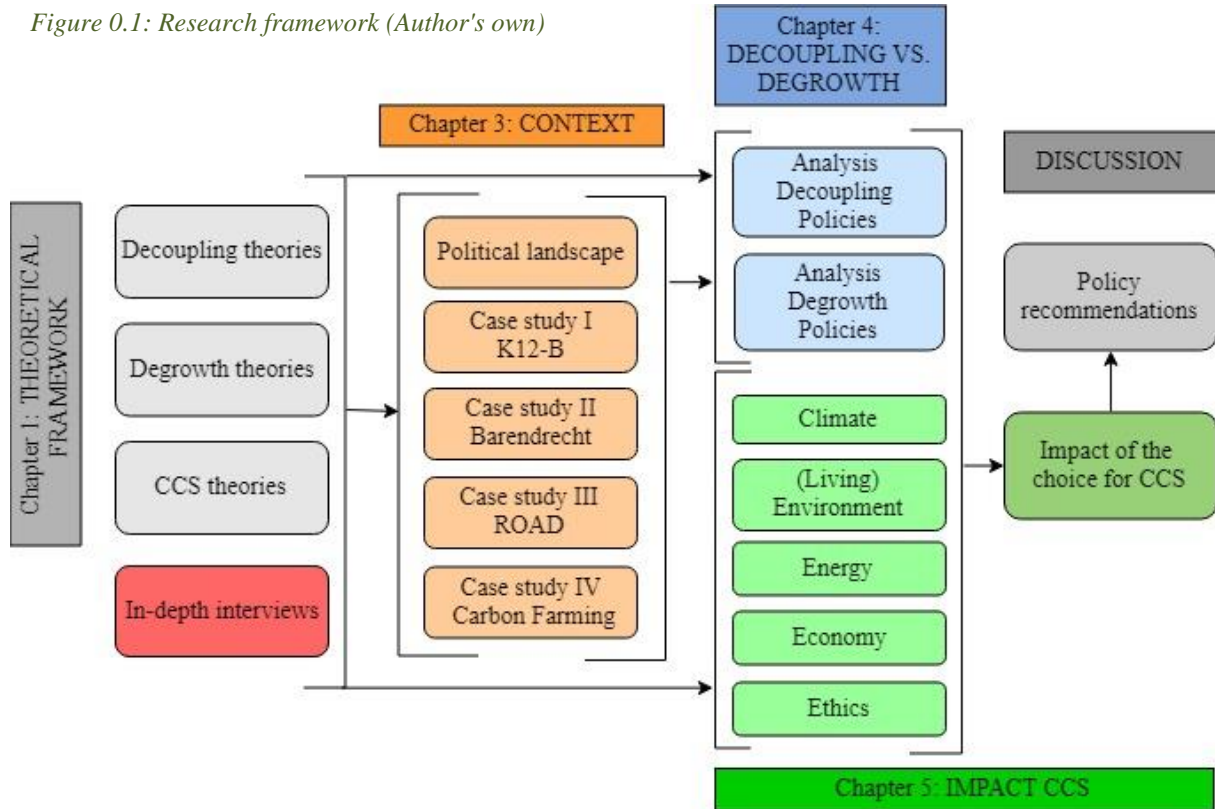 Figure 0.1: Research framework (Author's own)
Chapter 1: THEORETICAL
FRAMEWORK
Decoupling theories
Degrowth theories
CCS theories
In-depth interviews
Chapter 3: CONTEXT
Political landscape
Case study I
K12-B
Case study II
Barendrecht
Case study III
ROAD
Case study IV
Carbon Farming
Chapter 4:
DECOUPLING VS.
DEGROWTH
Analysis
Decoupling
Policies
Analysis
Degrowth
Policies
Climate
(Living)
Environment
Energy
Economy
Ethics
Chapter 5: IMPACT CCS
DISCUSSION
Policy
recommendations
Impact of the
choice for CCS